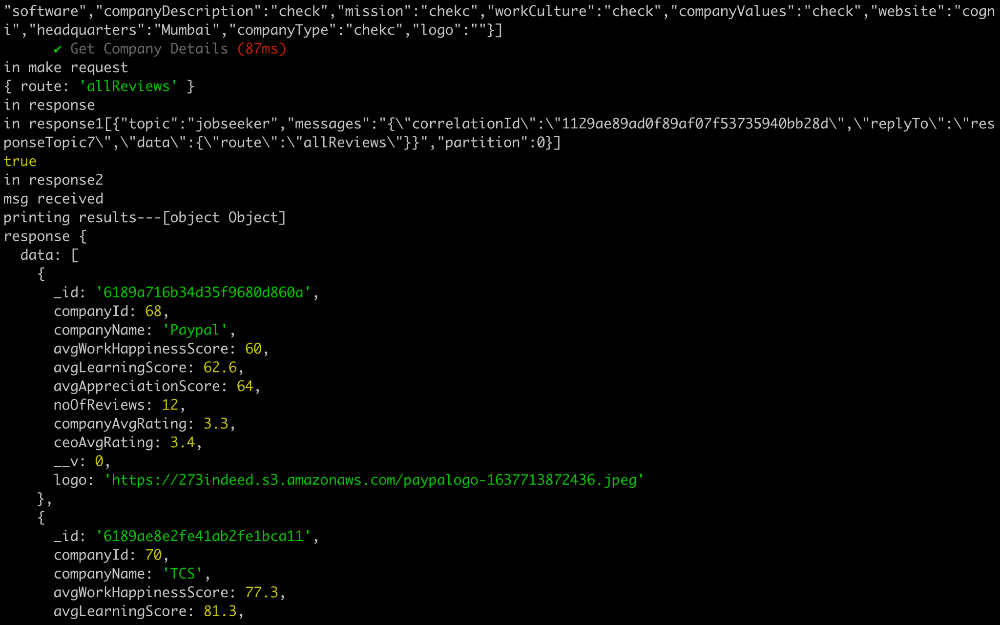 "software","companyDescription":"check","mission":"chekc","workCulture":"check","companyValues":"check","website":"cogn
i","headquarters":"Mumbai","companyType":"chekc","logo":""}]
✔ Get Company Details (87ms)
in make request
{ route: 'allReviews' }
in response
in response1[{"topic":"jobseeker","messages":"{\"correlationId\":\"1129ae89ad0f89af07f53735940bb28d\",\"replyTo\":\"res
ponseTopic7\",\"data\":{\"route\":\"allReviews\"}}","partition":0}]
true
in response2
msg received
printing results---[object Object]
response {
  data: [
    {
      _id: '6189a716b34d35f9680d860a',
      companyId: 68,
      companyName: 'Paypal',
      avgWorkHappinessScore: 60,
      avgLearningScore: 62.6,
      avgAppreciationScore: 64,
      noOfReviews: 12,
      companyAvgRating: 3.3,
      ceoAvgRating: 3.4,
      __v: 0,
      logo: 'https://273indeed.s3.amazonaws.com/paypalogo-1637713872436.jpeg'
    },
    {
      _id: '6189ae8e2fe41ab2fe1bca11',
      companyId: 70,
      companyName: 'TCS',
      avgWorkHappinessScore: 77.3,
      avgLearningScore: 81.3,